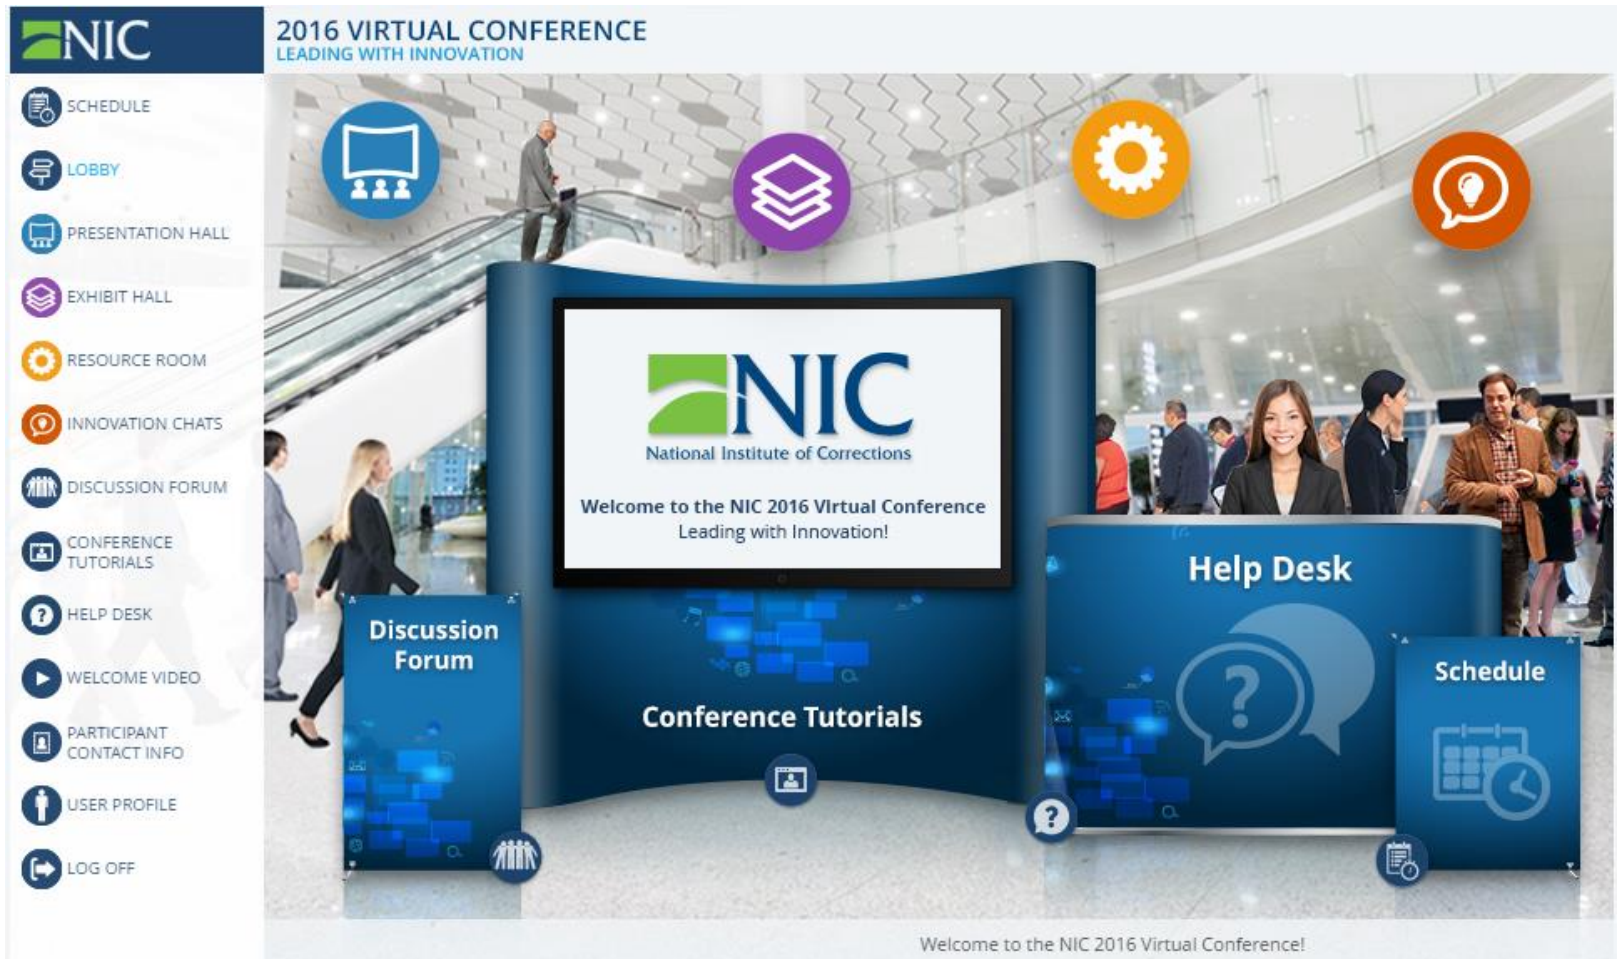 NIC
2016 VIRTUAL CONFERENCE
LEADING WITH INNOVATION
SCHEDULE
LOBBY
PRESENTATION HALL
EXHIBIT HALL
RESOURCE ROOM
INNOVATION CHATS
DISCUSSION FORUM
CONFERENCE
TUTORIALS
HELP DESK
WELCOME VIDEO
PARTICIPANT
CONTACT INFO
USER PROFILE
LOG OFF
NIC
National Institute of Corrections
Welcome to the NIC 2016 VIrtual Conference
Leading with Innovation!
Discussion
Forum
Conference Tutorials
Help Desk
?
Schedule
Welcome to the NIC 2016 Virtual Conference!